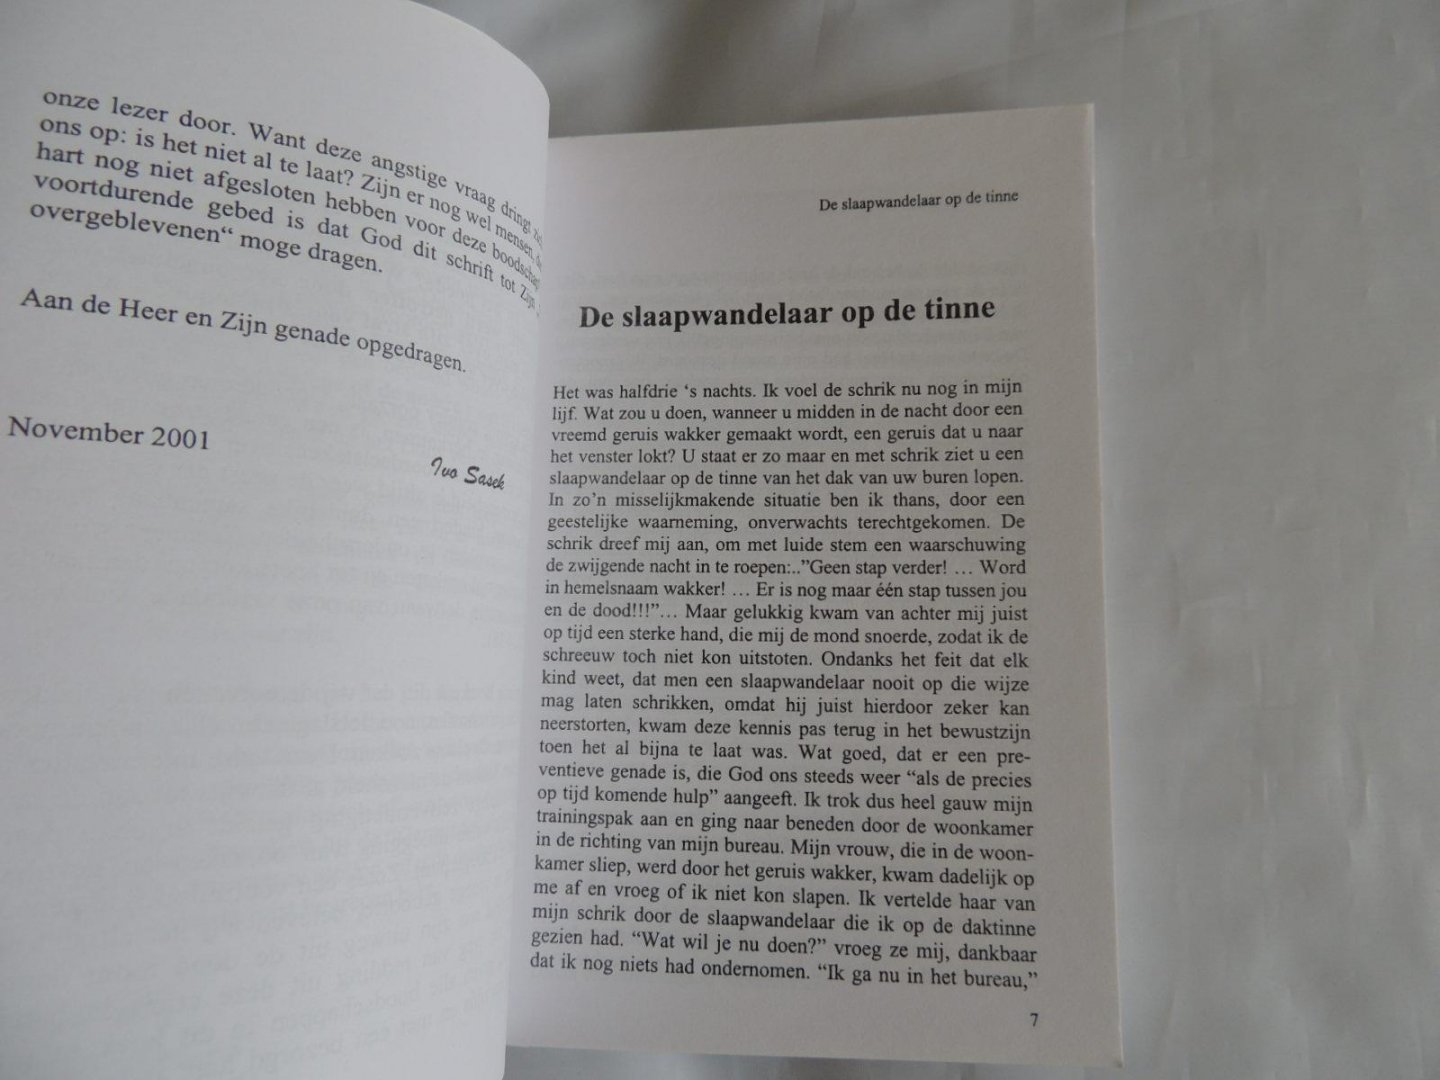 onze lezer door. Want deze angstige vraag dringt
ons op: is het niet al te laat? Zijn er nog wel mensen,
hart nog niet afgesloten hebben voor deze boodschap
voortdurende gebed is dat God dit schrift tot Zijn
overgeblevenen“ moge dragen.
Aan de Heer en Zijn genade opgedragen.
November 2001
Ivo Sasek
De slaapwandelaar op de tinne
De slaapwandelaar op de tinne
Het was halfdrie ‘s nachts. Ik voel de schrik nu nog in mijn
lijf. Wat zou u doen, wanneer u midden in de nacht door een
vreemd geruis wakker gemaakt wordt, een geruis dat u naar
het venster lokt? U staat er zo maar en met schrik ziet u een
slaapwandelaar op de tinne van het dak van uw buren lopen.
In zo’n misselijkmakende situatie ben ik thans, door een
geestelijke waarneming, onverwachts terechtgekomen. De
schrik dreef mij aan, om met luide stem een waarschuwing
de zwijgende nacht in te roepen:..”Geen stap verder! … Word
in hemelsnaam wakker! … Er is nog maar één stap tussen jou
en de dood!!!”… Maar gelukkig kwam van achter mij juist
op tijd een sterke hand, die mij de mond snoerde, zodat ik de
schreeuw toch niet kon uitstoten. Ondanks het feit dat elk
kind weet, dat men een slaapwandelaar nooit op die wijze
mag laten schrikken, omdat hij juist hierdoor zeker kan
neerstorten, kwam deze kennis pas terug in het bewustzijn
toen het al bijna te laat was. Wat goed, dat er een pre-
ventieve genade is, die God ons steeds weer “als de precies
op tijd komende hulp” aangeeft. Ik trok dus heel gauw mijn
trainingspak aan en ging naar beneden door de woonkamer
in de richting van mijn bureau. Mijn vrouw, die in de woon-
kamer sliep, werd door het geruis wakker, kwam dadelijk op
me af en vroeg of ik niet kon slapen. Ik vertelde haar van
mijn schrik door de slaapwandelaar die ik op de daktinne
gezien had. “Wat wil je nu doen?” vroeg ze mij, dankbaar
dat ik nog niets had ondernomen. “Ik ga nu in het bureau,”
7